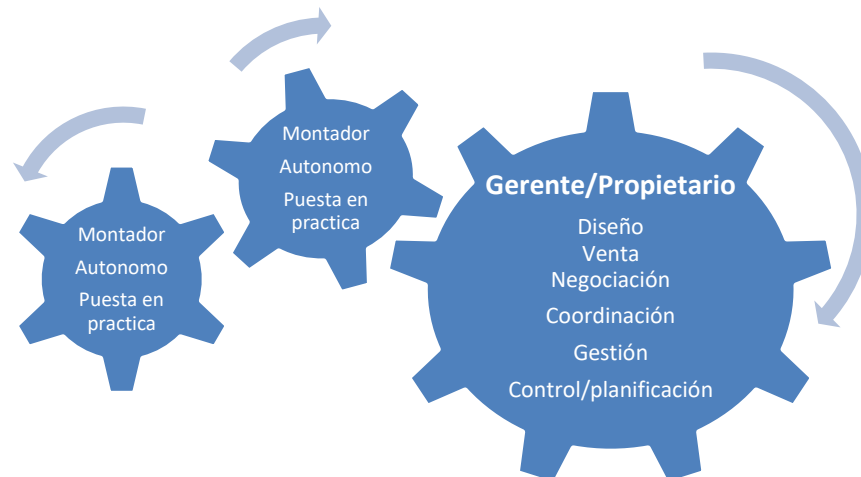 Montador
Autonomo
Puesta en
practica
Montador
Autonomo
Puesta en
practica
Gerente/Propietario
Diseño
Venta
Negociación
Coordinación
Gestión
Control/planificación